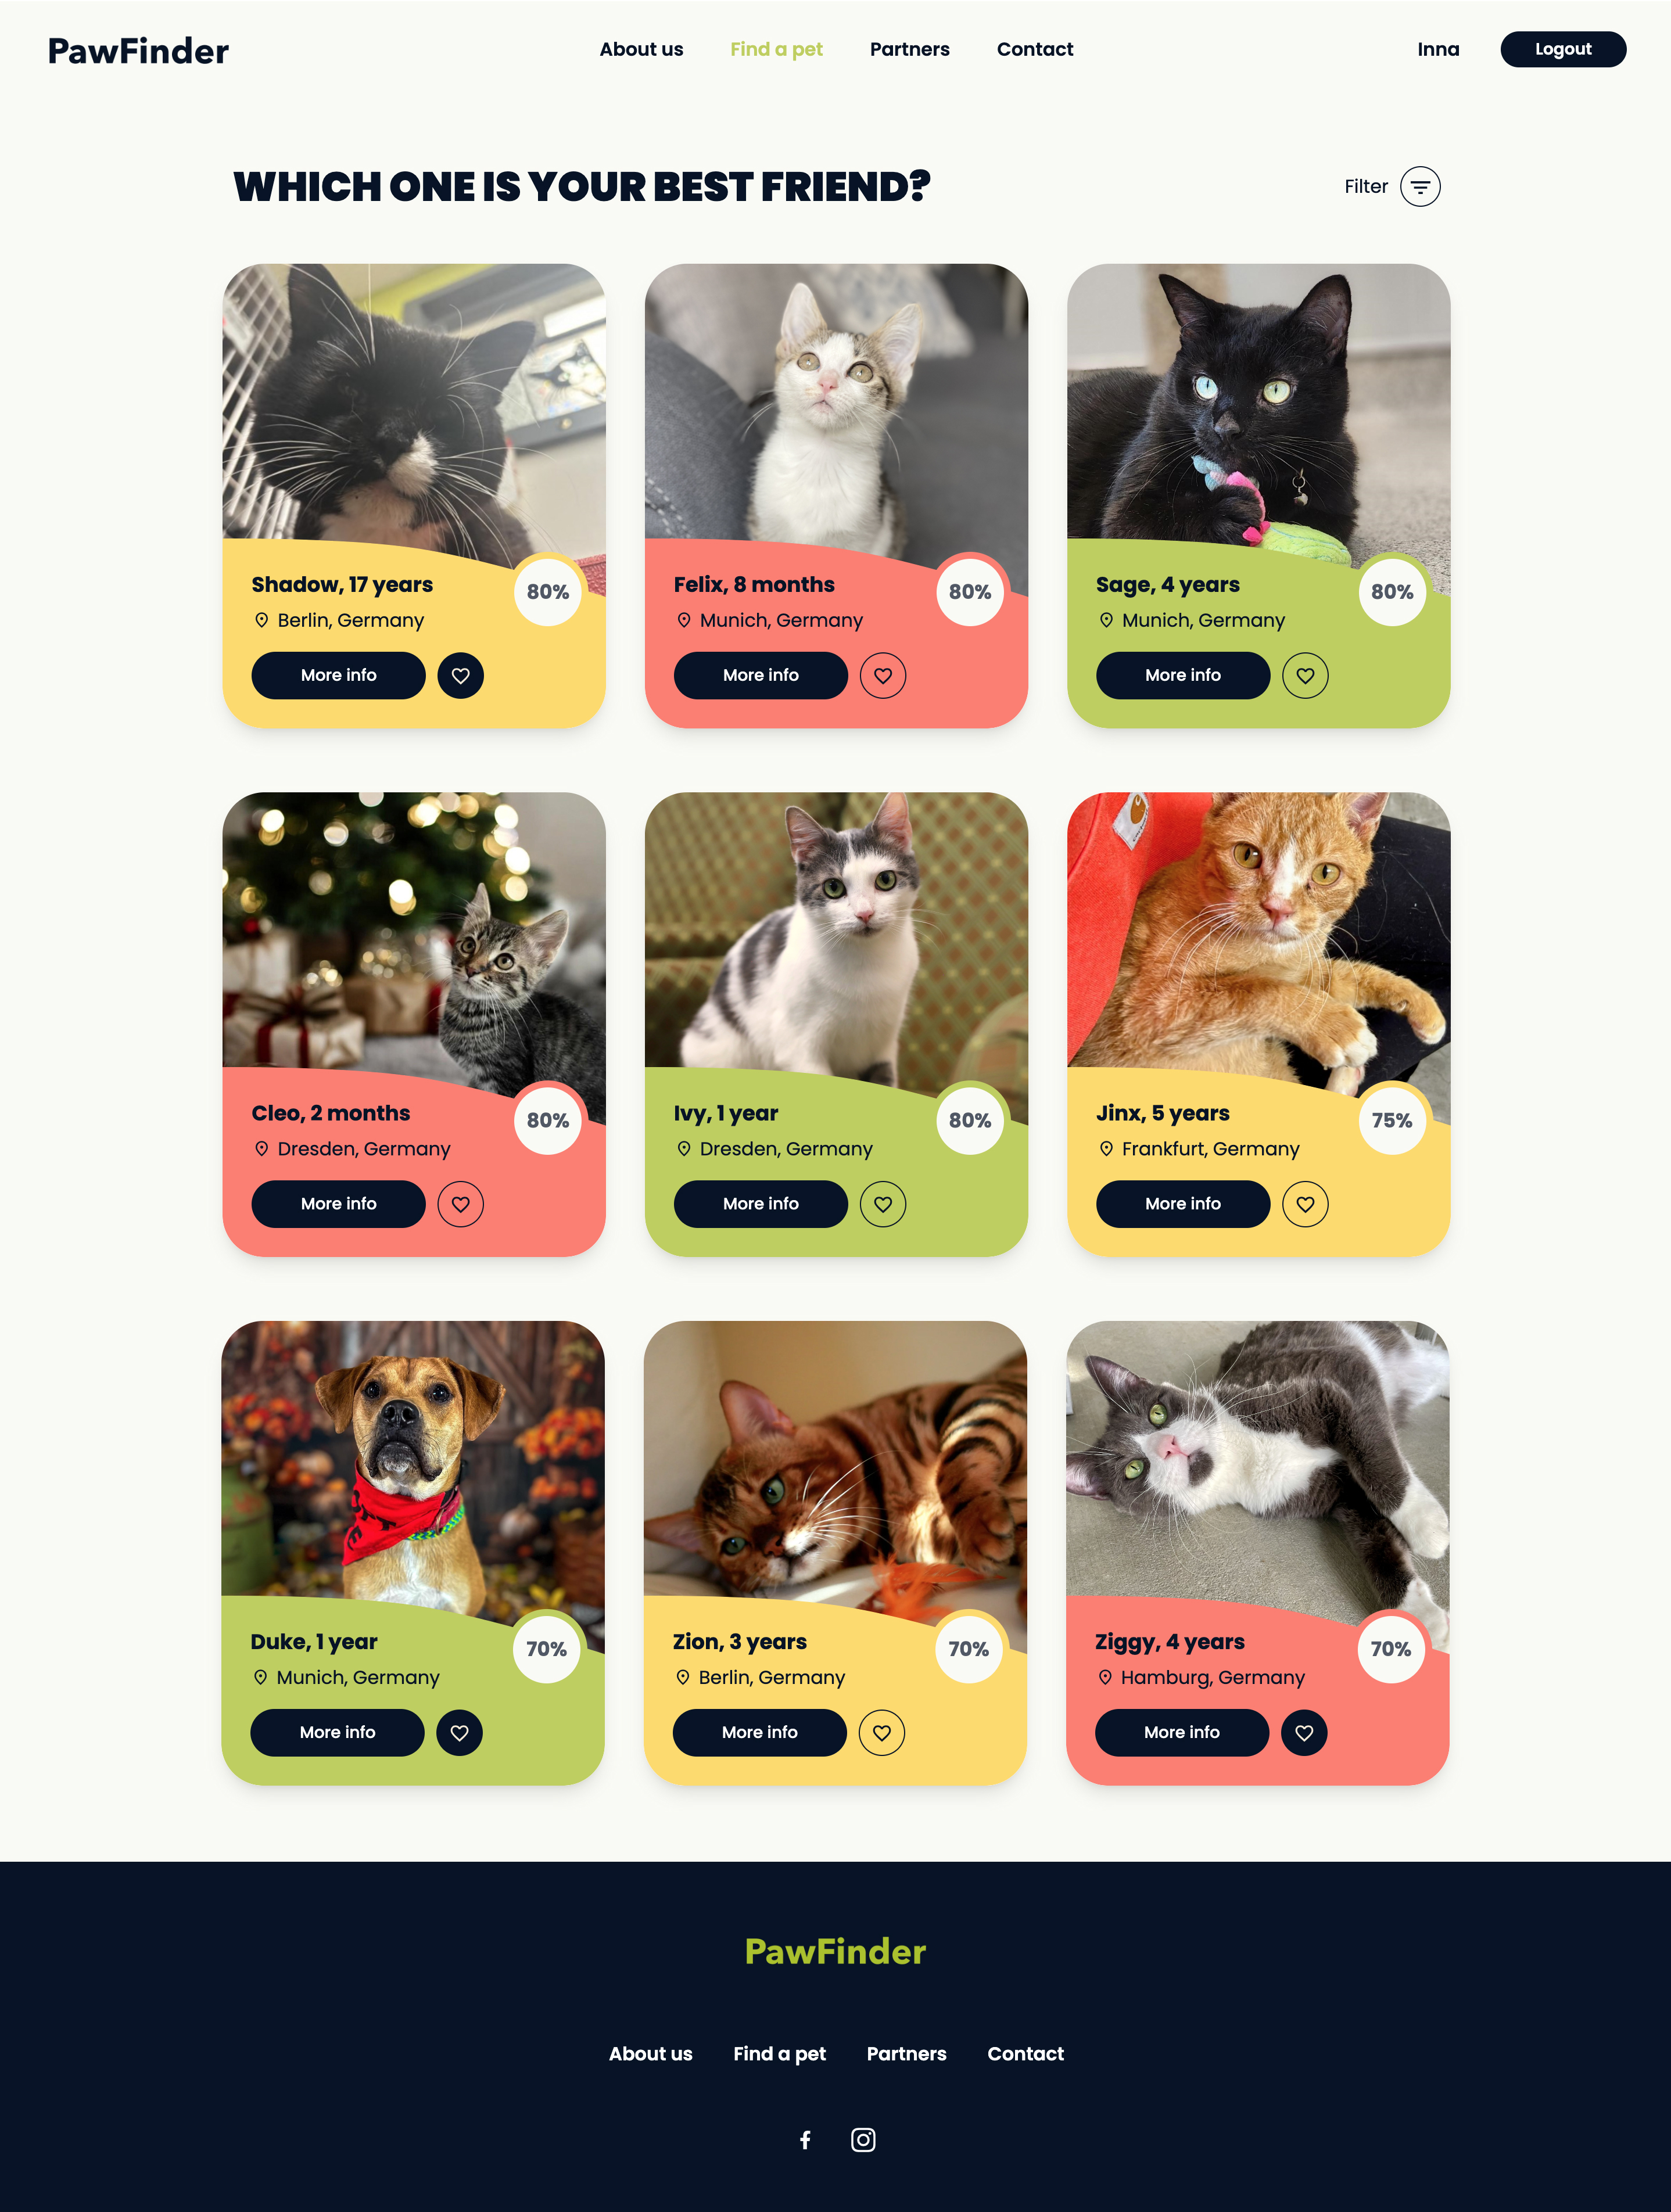 PawFinder
About us Find a pet Partners Contact
Inna Logout
WHICH ONE IS YOUR BEST FRIEND?
Filter
Shadow, 17 years
80%
Berlin, Germany
More info
Felix, 8 months
80%
Munich, Germany
More info
Sage, 4 years
80%
Munich, Germany
More info
Cleo, 2 months
80%
Dresden, Germany
More info
Ivy, 1 year
80%
Dresden, Germany
More info
Jinx, 5 years
75%
Frankfurt, Germany
More info
Duke, 1 year
70%
Munich, Germany
More info
Zion, 3 years
70%
Berlin, Germany
More info
Ziggy, 4 years
70%
Hamburg, Germany
More info
PawFinder
About us Find a pet Partners Contact